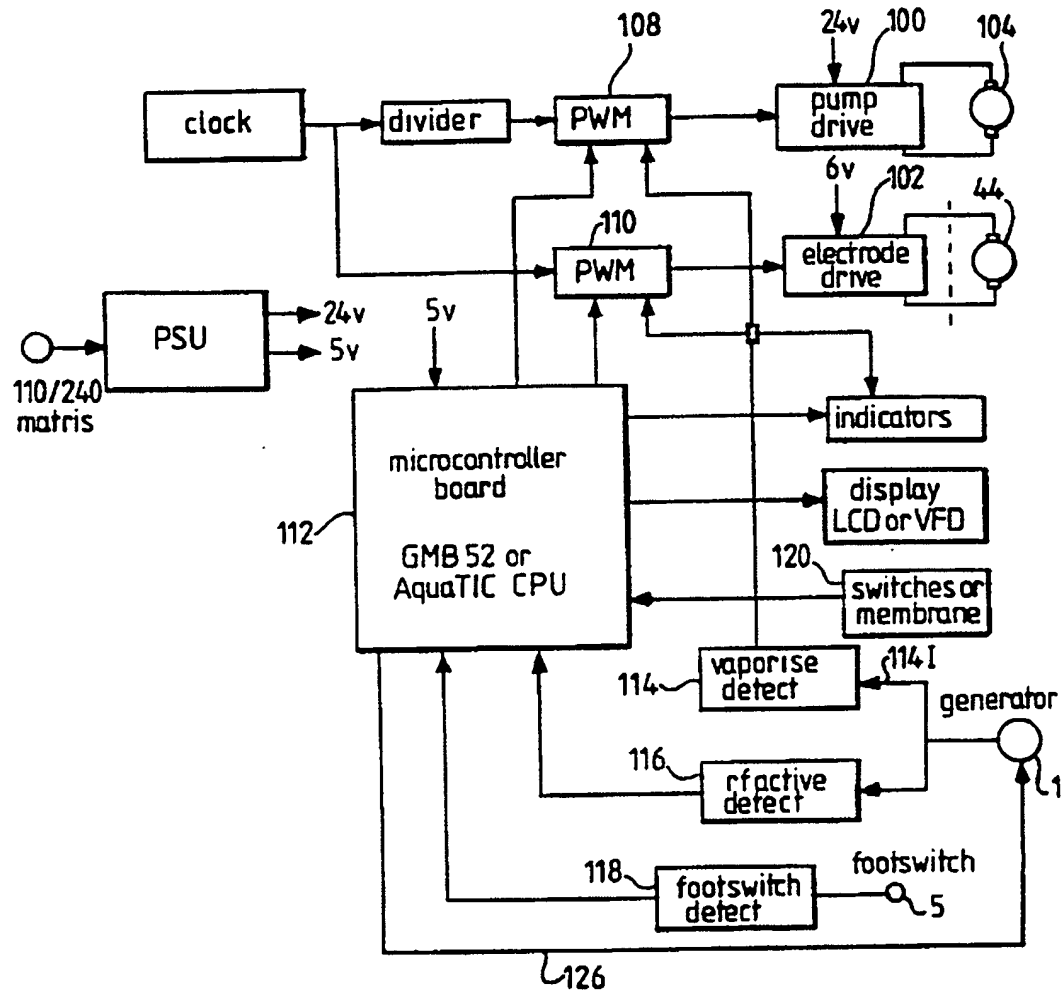 108
24v
100
104
clock
divider
PWM
pump
drive
6v
102
44
110
PWM
electrode
drive
PSU
24v
5v
5v
110/240
matris
indicators
microcontroller
board
display
LCD or VFD
112
GMB 52 or
AquaTIC CPU
120
switches or
membrane
114
vaporise
detect
114 I
generator
116
rf active
detect
1
118
footswitch
detect
footswitch
5
126